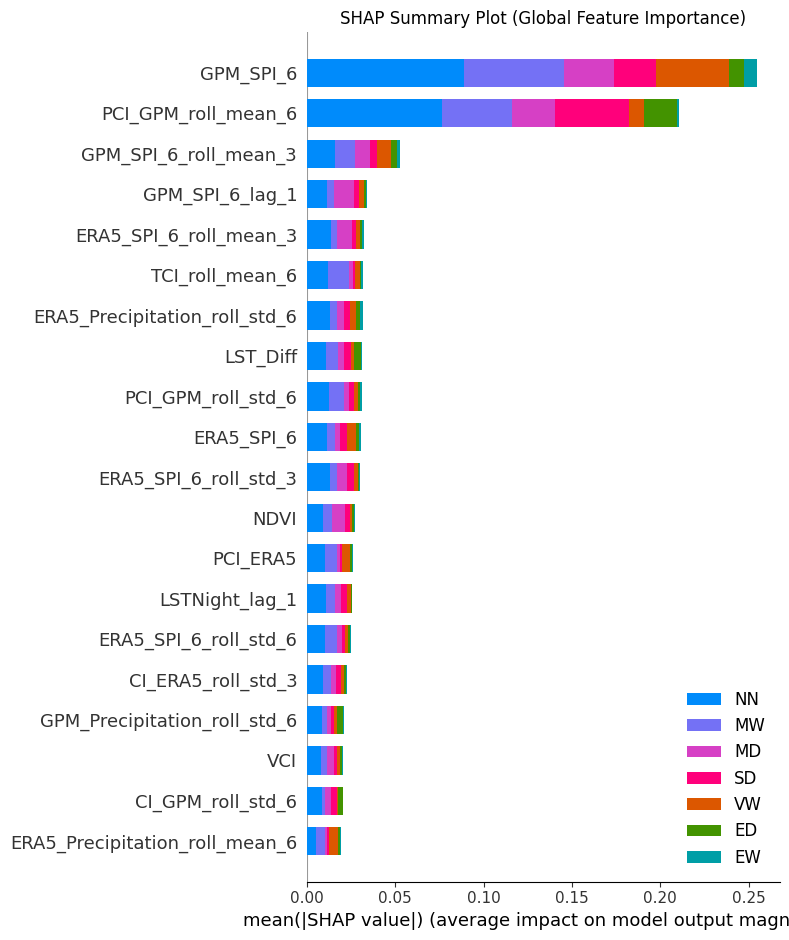 SHAP Summary Plot (Global Feature Importance)
GPM_SPI_6
PCI_GPM_roll_mean_6
GPM_SPI_6_roll_mean_3
GPM_SPI_6_lag_1
ERA5_SPI_6_roll_mean_3
TCI_roll_mean_6
ERA5_Precipitation_roll_std_6
LST_Diff
PCI_GPM_roll_std_6
ERA5_SPI_6
ERA5_SPI_6_roll_std_3
NDVI
PCI_ERA5
LSTNight_lag_1
ERA5_SPI_6_roll_std_6
CI_ERA5_roll_std_3
GPM_Precipitation_roll_std_6
VCI
CI_GPM_roll_std_6
ERA5_Precipitation_roll_mean_6
NN
MW
MD
SD
VW
ED
EW
0.00 0.05 0.10 0.15 0.20 0.25
mean(|SHAP value|) (average impact on model output magn